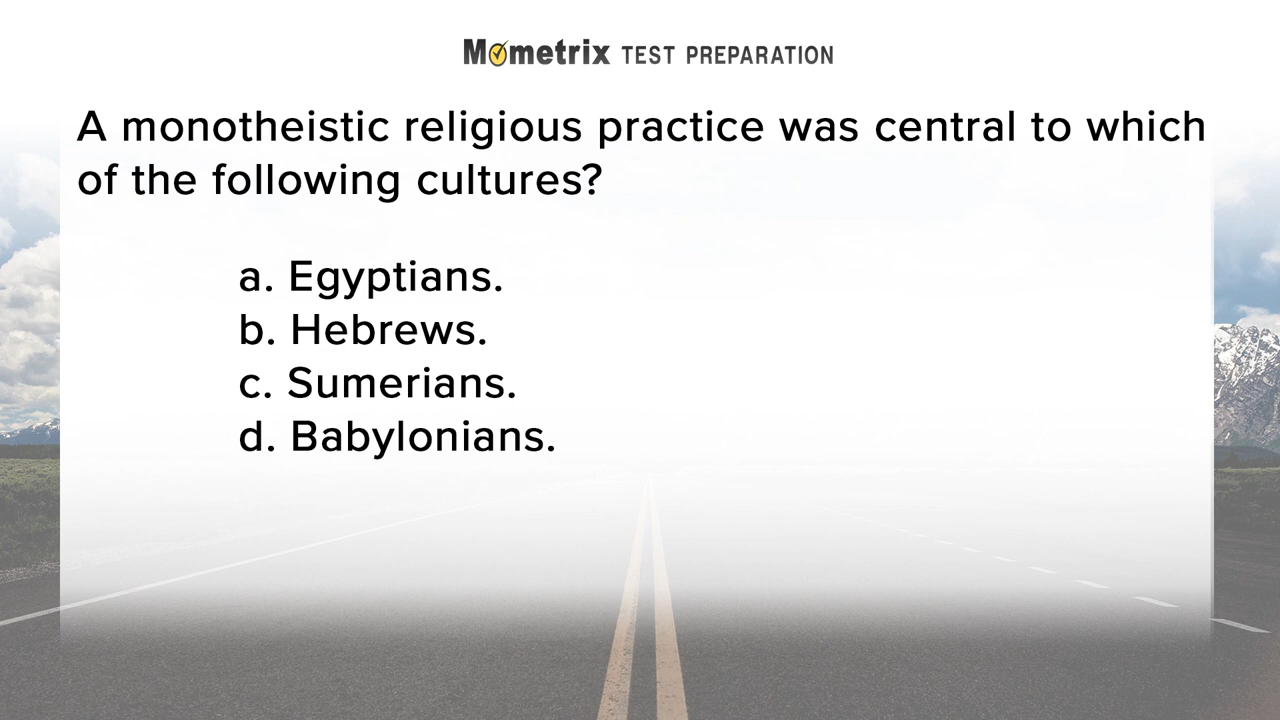 Mometrix TEST PREPARATION
A monotheistic religious practice was central to which
of the following cultures?
a. Egyptians.
b. Hebrews.
c. Sumerians.
d. Babylonians.